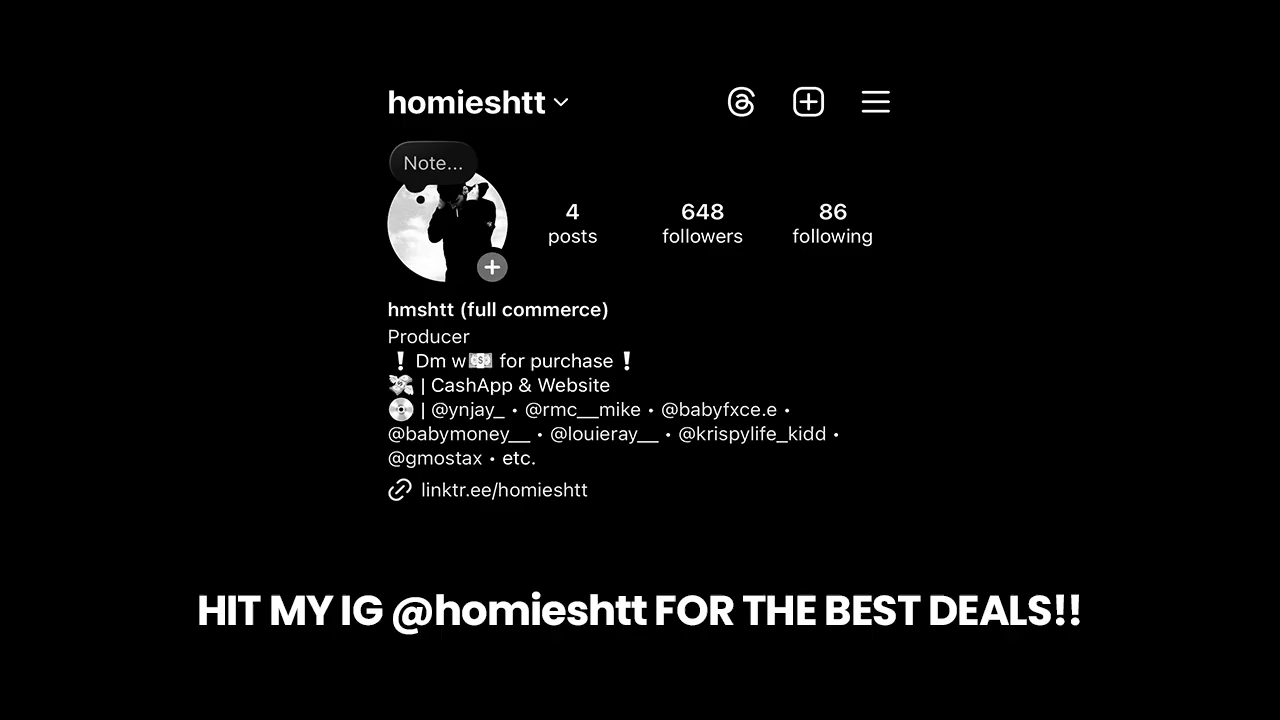 homieshtt
Note...
4 648 86
posts followers following
hmshtt (full commerce)
Producer
❗ Dm w💵 for purchase ❗
💸 | CashApp & Website
💿 | @ynjay_ • @rmc__mike • @babyfxce.e •
@babymoney__ • @louieray__ • @krispylife_kidd •
@gmostax • etc.
linktr.ee/homieshtt
HIT MY IG @homieshtt FOR THE BEST DEALS!!